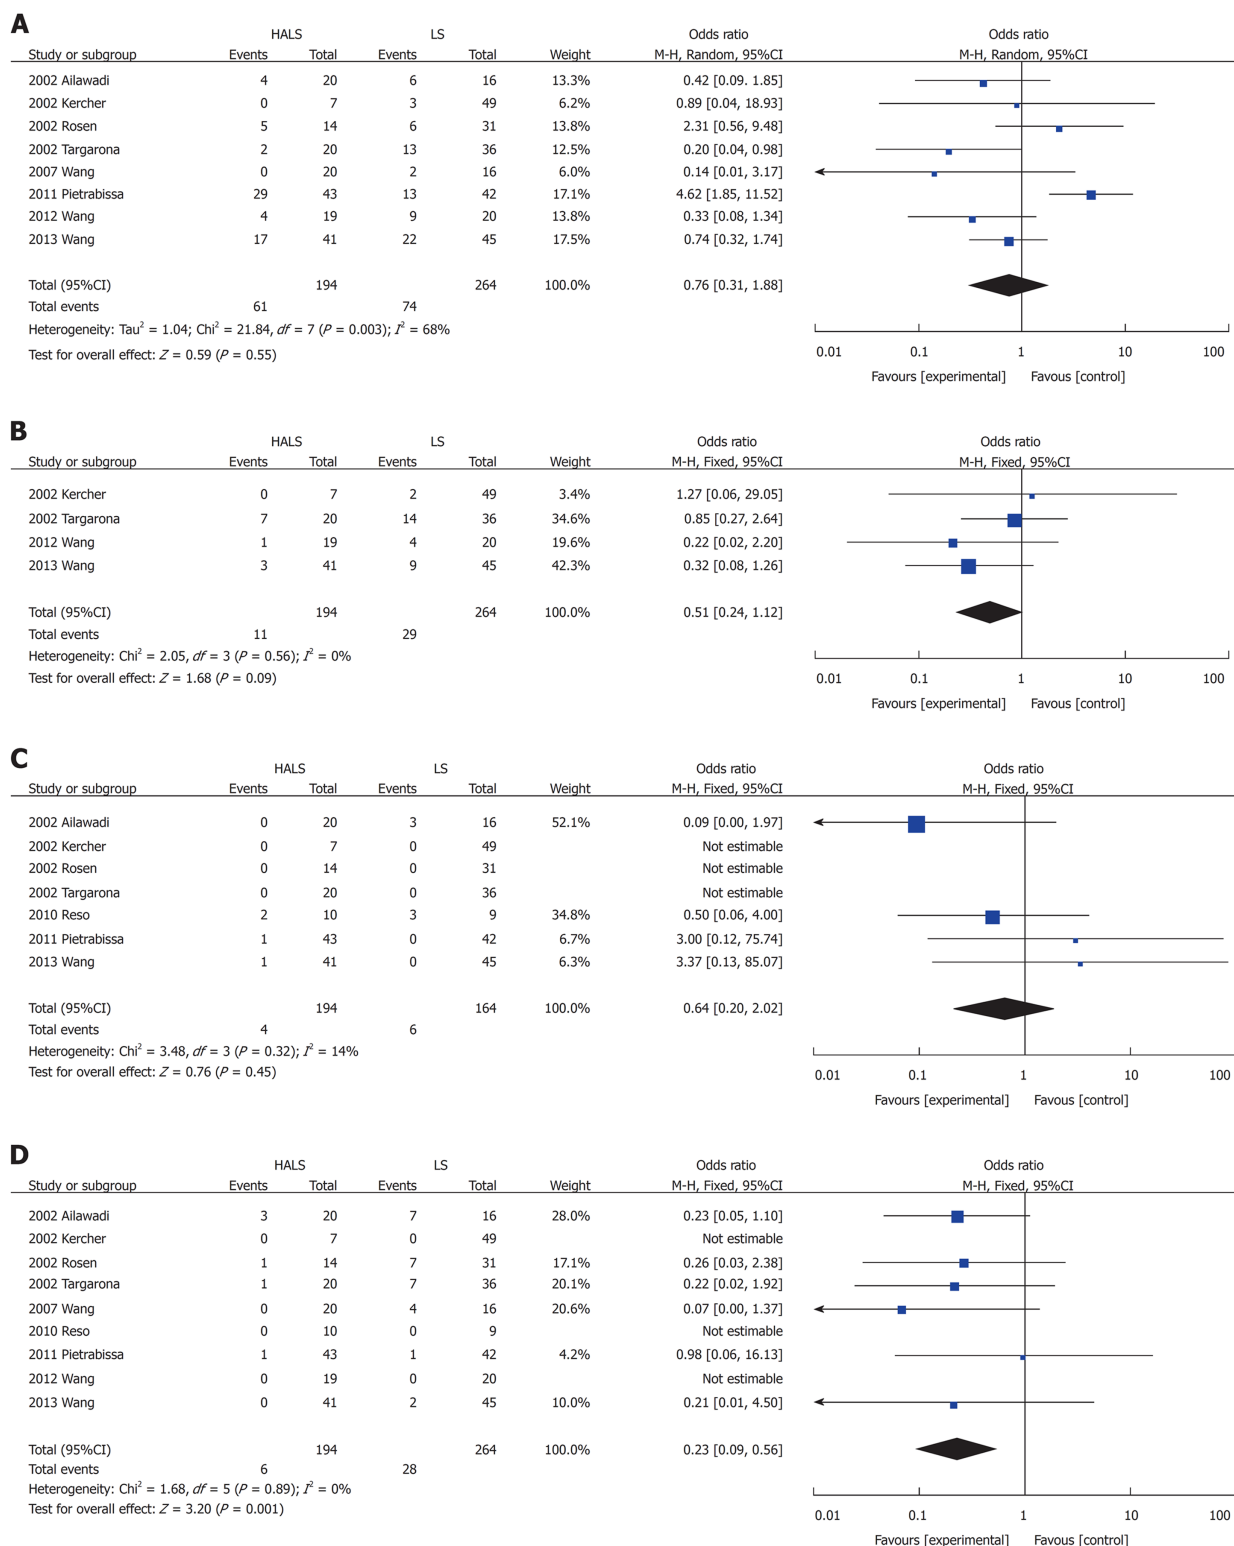 A
HALS LS Odds ratio Odds ratio
Study or subgroup Events Total Events Total Weight M-H, Random, 95%CI M-H, Random, 95%CI
2002 Ailawadi 4 20 6 16 13.3% 0.42 [0.09. 1.85]
2002 Kercher 0 7 3 49 6.2% 0.89 [0.04, 18.93]
2002 Rosen 5 14 6 31 13.8% 2.31 [0.56, 9.48]
2002 Targarona 2 20 13 36 12.5% 0.20 [0.04, 0.98]
2007 Wang 0 20 2 16 6.0% 0.14 [0.01, 3.17]
2011 Pietrabissa 29 43 13 42 17.1% 4.62 [1.85, 11.52]
2012 Wang 4 19 9 20 13.8% 0.33 [0.08, 1.34]
2013 Wang 17 41 22 45 17.5% 0.74 [0.32, 1.74]
Total (95%CI) 194 264 100.0% 0.76 [0.31, 1.88]
Total events 61 74
Heterogeneity: Tau² = 1.04; Chi² = 21.84, df = 7 (P = 0.003); I² = 68%
Test for overall effect: Z = 0.59 (P = 0.55)
0.01 0.1 1 10 100
Favours [experimental] Favous [control]
B
HALS LS Odds ratio Odds ratio
Study or subgroup Events Total Events Total Weight M-H, Fixed, 95%CI M-H, Fixed, 95%CI
2002 Kercher 0 7 2 49 3.4% 1.27 [0.06, 29.05]
2002 Targarona 7 20 14 36 34.6% 0.85 [0.27, 2.64]
2012 Wang 1 19 4 20 19.6% 0.22 [0.02, 2.20]
2013 Wang 3 41 9 45 42.3% 0.32 [0.08, 1.26]
Total (95%CI) 194 264 100.0% 0.51 [0.24, 1.12]
Total events 11 29
Heterogeneity: Chi² = 2.05, df = 3 (P = 0.56); I² = 0%
Test for overall effect: Z = 1.68 (P = 0.09)
0.01 0.1 1 10 100
Favours [experimental] Favous [control]
C
HALS LS Odds ratio Odds ratio
Study or subgroup Events Total Events Total Weight M-H, Fixed, 95%CI M-H, Fixed, 95%CI
2002 Ailawadi 0 20 3 16 52.1% 0.09 [0.00, 1.97]
2002 Kercher 0 7 0 49 Not estimable
2002 Rosen 0 14 0 31 Not estimable
2002 Targarona 0 20 0 36 Not estimable
2010 Reso 2 10 3 9 34.8% 0.50 [0.06, 4.00]
2011 Pietrabissa 1 43 0 42 6.7% 3.00 [0.12, 75.74]
2013 Wang 1 41 0 45 6.3% 3.37 [0.13, 85.07]
Total (95%CI) 194 164 100.0% 0.64 [0.20, 2.02]
Total events 4 6
Heterogeneity: Chi² = 3.48, df = 3 (P = 0.32); I² = 14%
Test for overall effect: Z = 0.76 (P = 0.45)
0.01 0.1 1 10 100
Favours [experimental] Favous [control]
D
HALS LS Odds ratio Odds ratio
Study or subgroup Events Total Events Total Weight M-H, Fixed, 95%CI M-H, Fixed, 95%CI
2002 Ailawadi 3 20 7 16 28.0% 0.23 [0.05, 1.10]
2002 Kercher 0 7 0 49 Not estimable
2002 Rosen 1 14 7 31 17.1% 0.26 [0.03, 2.38]
2002 Targarona 1 20 7 36 20.1% 0.22 [0.02, 1.92]
2007 Wang 0 20 4 16 20.6% 0.07 [0.00, 1.37]
2010 Reso 0 10 0 9 Not estimable
2011 Pietrabissa 1 43 1 42 4.2% 0.98 [0.06, 16.13]
2012 Wang 0 19 0 20 Not estimable
2013 Wang 0 41 2 45 10.0% 0.21 [0.01, 4.50]
Total (95%CI) 194 264 100.0% 0.23 [0.09, 0.56]
Total events 6 28
Heterogeneity: Chi² = 1.68, df = 5 (P = 0.89); I² = 0%
Test for overall effect: Z = 3.20 (P = 0.001)
0.01 0.1 1 10 100
Favours [experimental] Favous [control]